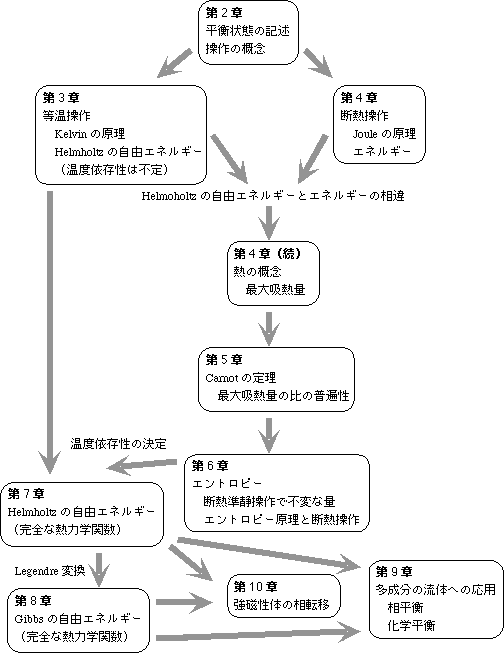 第２章
平衡状態の記述
操作の概念
第３章
等温操作
Kelvin の原理
Helmholtz の自由エネルギー
（温度依存性は不定）
第４章
断熱操作
Joule の原理
エネルギー
Helmoholtz の自由エネルギーとエネルギーの相違
第４章（続）
熱の概念
最大吸熱量
第５章
Carnot の定理
最大吸熱量の比の普遍性
温度依存性の決定
第６章
エントロピー
断熱準静操作で不変な量
エントロピー原理と断熱操作
第７章
Helmholtz の自由エネルギー
（完全な熱力学関数）
Legendre 変換
第８章
Gibbs の自由エネルギー
（完全な熱力学関数）
第１０章
強磁性体の相転移
第９章
多成分の流体への応用
相平衡
化学平衡